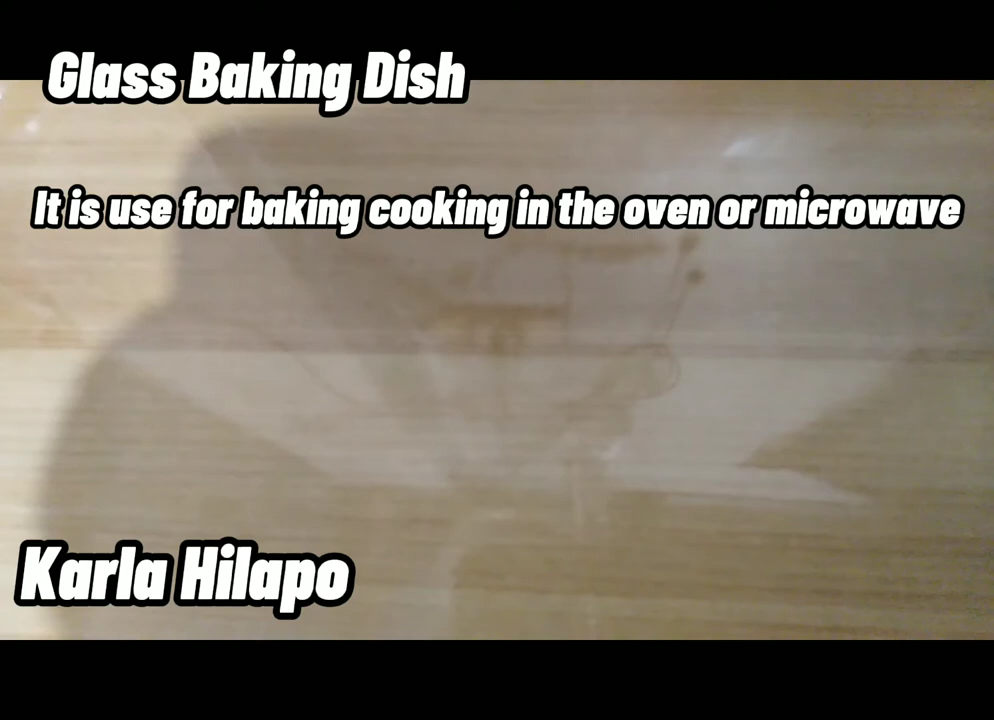 Glass Baking Dish
It is use for baking cooking in the oven or microwave
Karla Hilapo